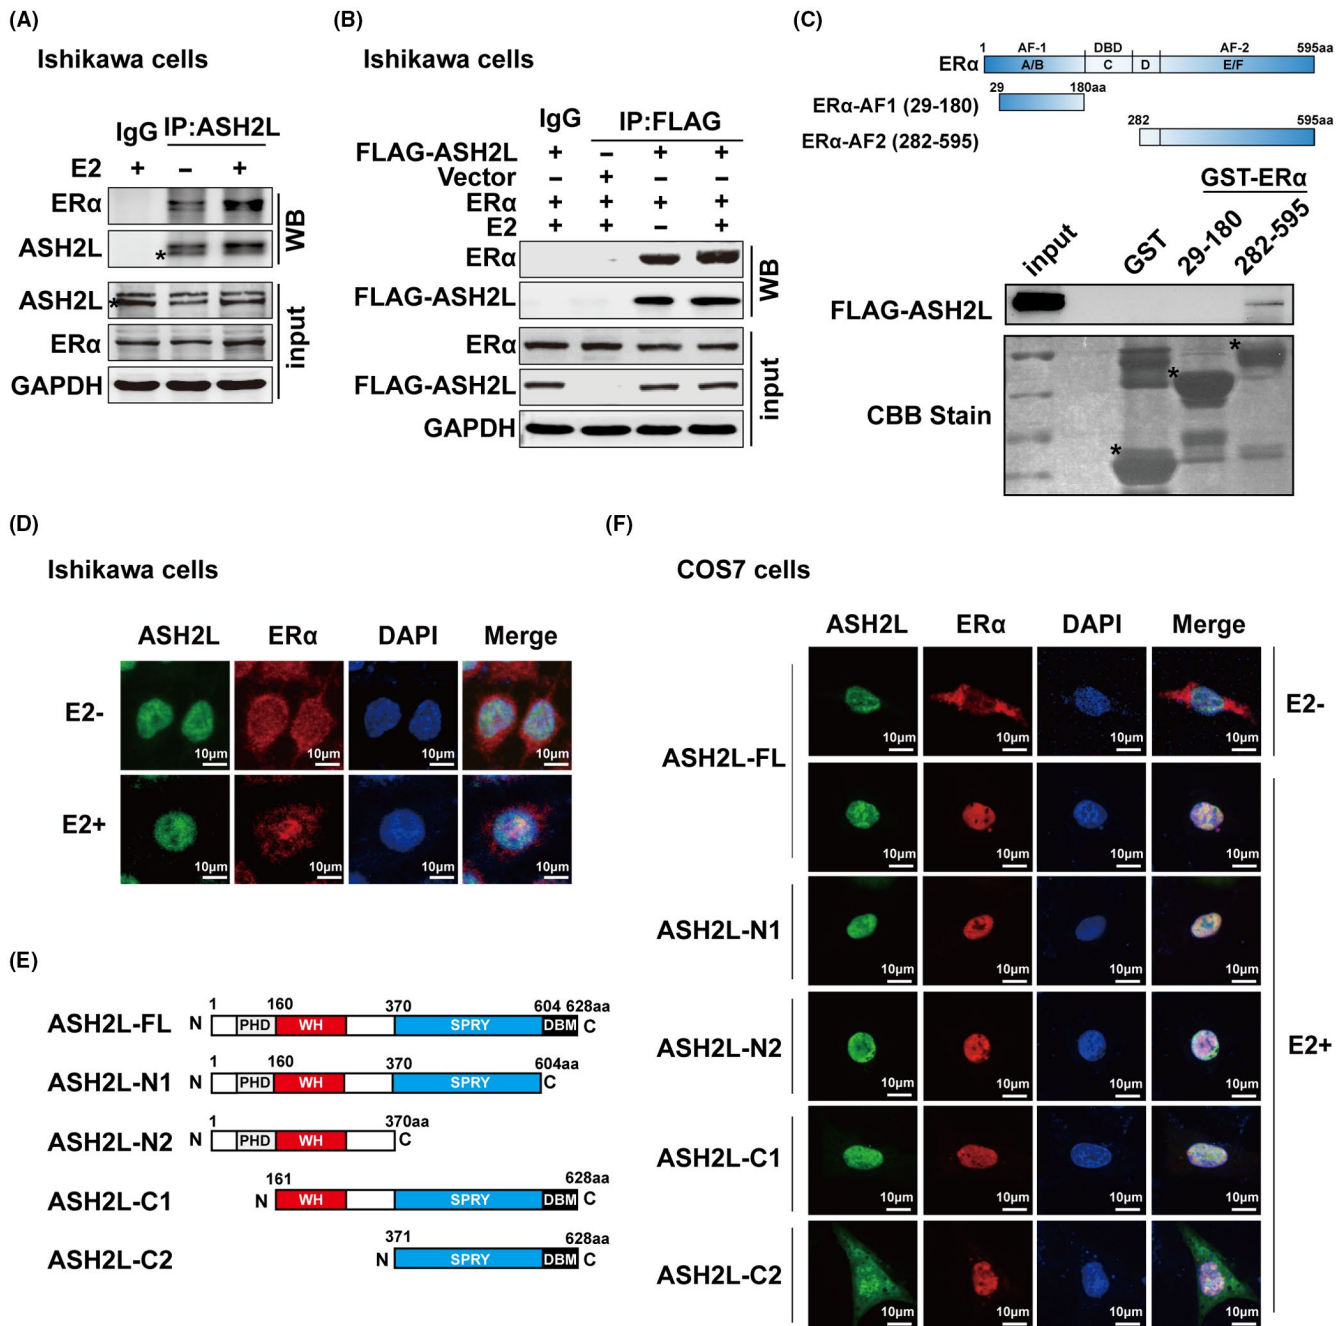 (A)
Ishikawa cells
IgG IP:ASH2L
E2 + – +
ERα
ASH2L *
WB
ASH2L *
ERα
GAPDH
input
(B)
Ishikawa cells
IgG IP:FLAG
FLAG-ASH2L + – + +
Vector – + – –
ERα + + + +
E2 + + – +
ERα
FLAG-ASH2L
WB
ERα
FLAG-ASH2L
GAPDH
input
(C)
1 AF-1 DBD AF-2 595aa
ERα A/B C D E/F
29 180aa
ERα-AF1 (29-180)
282 595aa
ERα-AF2 (282-595)
GST-ERα
input GST 29-180 282-595
FLAG-ASH2L
CBB Stain
*
*
*
(D)
Ishikawa cells
ASH2L ERα DAPI Merge
E2-
10μm 10μm 10μm 10μm
E2+
10μm 10μm 10μm 10μm
(E)
1 160 370 604 628aa
ASH2L-FL N PHD WH SPRY DBM C
1 160 370 604aa
ASH2L-N1 N PHD WH SPRY C
1 370aa
ASH2L-N2 N PHD WH C
161 628aa
ASH2L-C1 N WH SPRY DBM C
371 628aa
ASH2L-C2 N SPRY DBM C
(F)
COS7 cells
ASH2L ERα DAPI Merge
ASH2L-FL
10μm 10μm 10μm 10μm
E2-
10μm 10μm 10μm 10μm
ASH2L-N1
10μm 10μm 10μm 10μm
ASH2L-N2
10μm 10μm 10μm 10μm
E2+
ASH2L-C1
10μm 10μm 10μm 10μm
ASH2L-C2
10μm 10μm 10μm 10μm